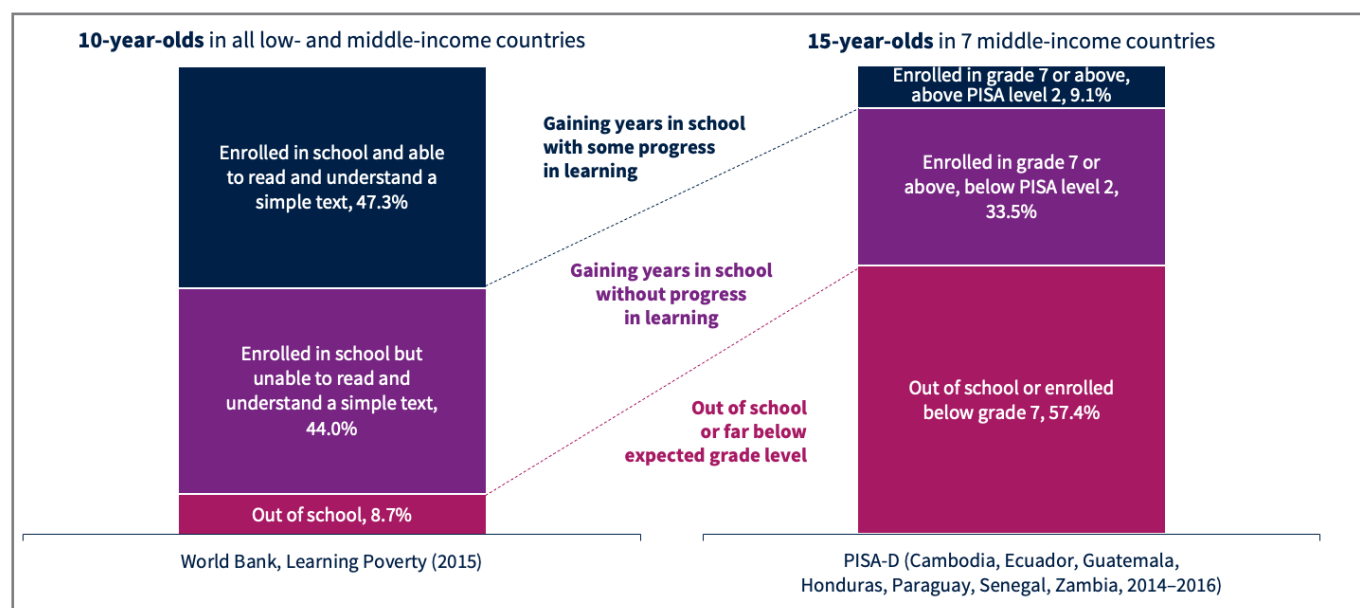 10-year-olds in all low- and middle-income countries
Enrolled in school and able
to read and understand a
simple text, 47.3%
Enrolled in school but
unable to read and
understand a simple text,
44.0%
Out of school, 8.7%
World Bank, Learning Poverty (2015)
Gaining years in school
with some progress
in learning
Gaining years in school
without progress
in learning
Out of school
or far below
expected grade level
15-year-olds in 7 middle-income countries
Enrolled in grade 7 or above,
above PISA level 2, 9.1%
Enrolled in grade 7 or
above, below PISA level 2,
33.5%
Out of school or enrolled
below grade 7, 57.4%
PISA-D (Cambodia, Ecuador, Guatemala,
Honduras, Paraguay, Senegal, Zambia, 2014–2016)